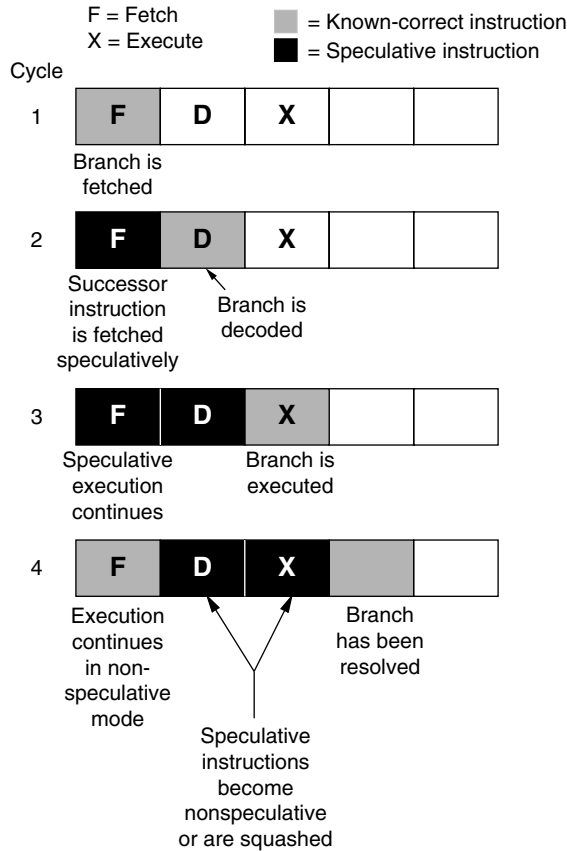 F = Fetch
X = Execute
= Known-correct instruction
= Speculative instruction
Cycle
1
F D X
Branch is
fetched
2
F D X
Successor
instruction
is fetched
speculatively
Branch is
decoded
3
F D X
Speculative
execution
continues
Branch is
executed
4
F D X
Execution
continues
in non-
speculative
mode
Branch
has been
resolved
Speculative
instructions
become
nonspeculative
or are squashed